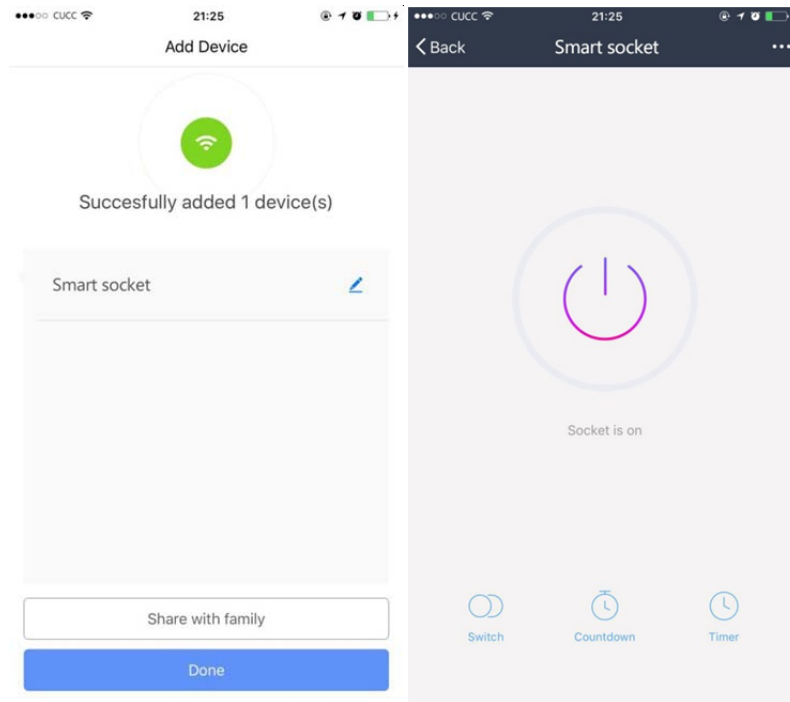 CUCC 21:25
Add Device
Succesfully added 1 device(s)
Smart socket
Share with family
Done
CUCC 21:25
Back Smart socket
Socket is on
Switch Countdown Timer